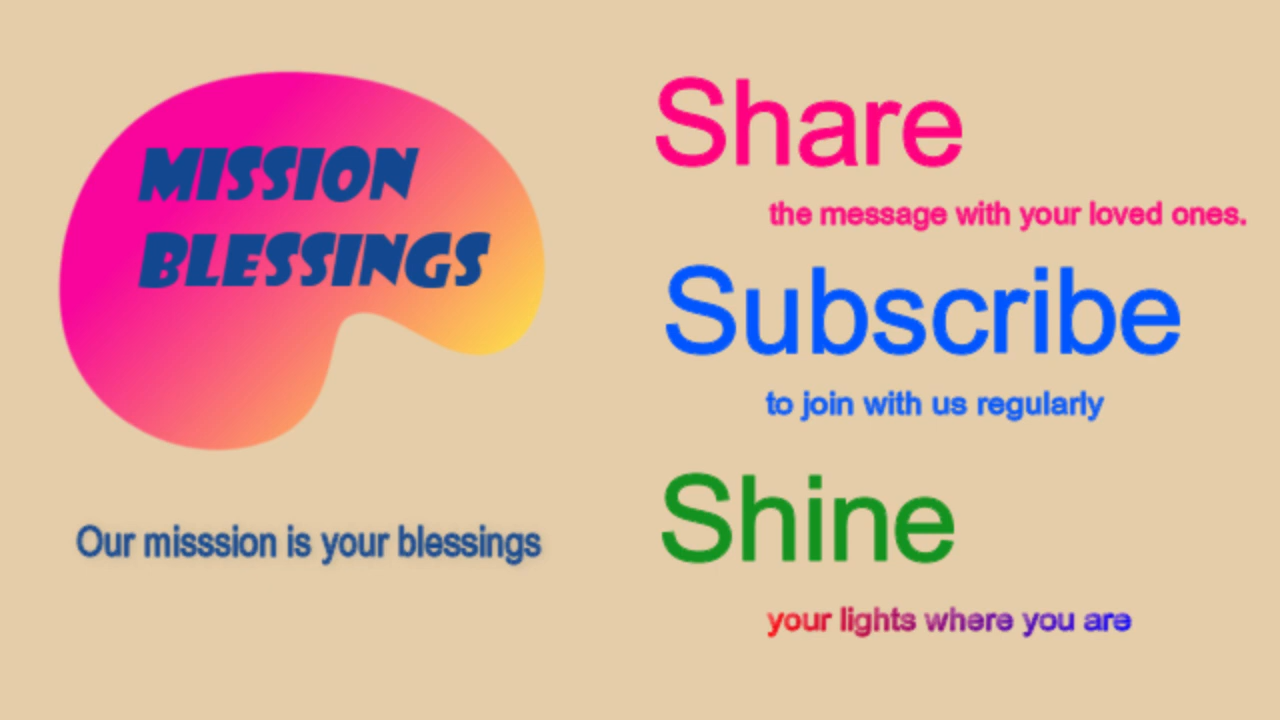 MISSION
BLESSINGS
Our misssion is your blessings
Share
the message with your loved ones.
Subscribe
to join with us regularly
Shine
your lights where you are